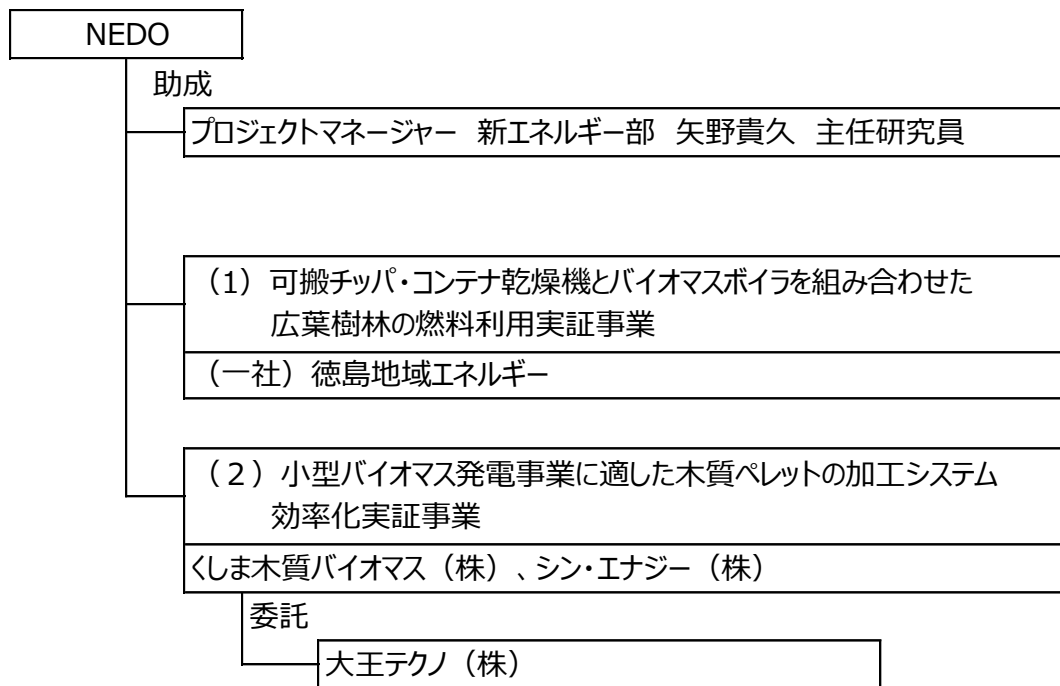 NEDO
助成
プロジェクトマネージャー 新エネルギー部 矢野貴久 主任研究員
（1）可搬チッパ・コンテナ乾燥機とバイオマスボイラを組み合わせた
広葉樹林の燃料利用実証事業
（一社）徳島地域エネルギー
（２）小型バイオマス発電事業に適した木質ペレットの加工システム
効率化実証事業
くしま木質バイオマス（株）、シン・エナジー（株）
委託
大王テクノ（株）